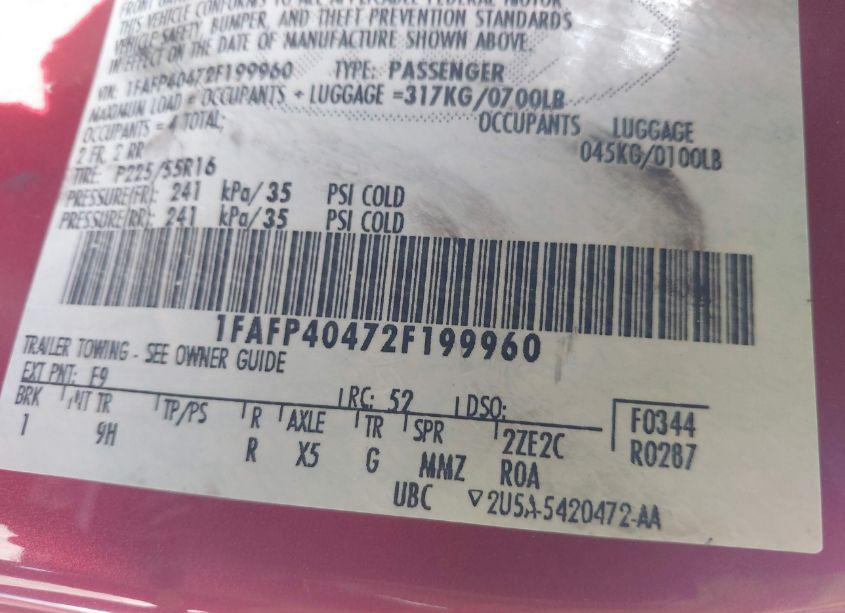 THIS VEHICLE CONFORMS TO ALL APPLICABLE FEDERAL MOTOR
VEHICLE SAFETY, BUMPER, AND THEFT PREVENTION STANDARDS
IN EFFECT ON THE DATE OF MANUFACTURE SHOWN ABOVE.
VIN: 1FAFP40472F199960 TYPE: PASSENGER
MAXIMUM LOAD = OCCUPANTS + LUGGAGE =317KG/0700LB
OCCUPANTS = 4 TOTAL; OCCUPANTS LUGGAGE
2 FR, 2 RR 045KG/0100LB
TIRE: P225/55R16
PRESSURE(FR): 241 kPa/35 PSI COLD
PRESSURE(RR): 241 kPa/35 PSI COLD
1FAFP40472F199960
TRAILER TOWING - SEE OWNER GUIDE
EXT PNT: E9 RC: 52 DSO:
BRK INT TR TP/PS R AXLE TR SPR 2ZE2C F0344
1 9H R X5 G MMZ R0A R0287
UBC ▽2U5A-5420472-AA